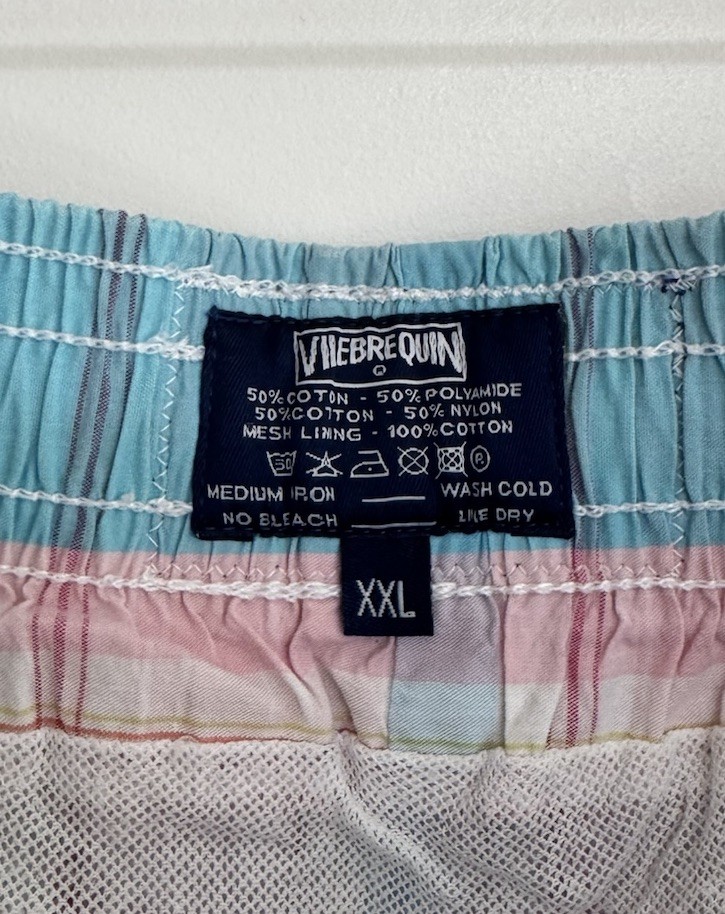 VILEBREQUIN
®
50% COTON - 50% POLYAMIDE
50% COTTON - 50% NYLON
MESH LINING - 100% COTTON
30 ®
MEDIUM IRON WASH COLD
NO BLEACH LINE DRY
XXL